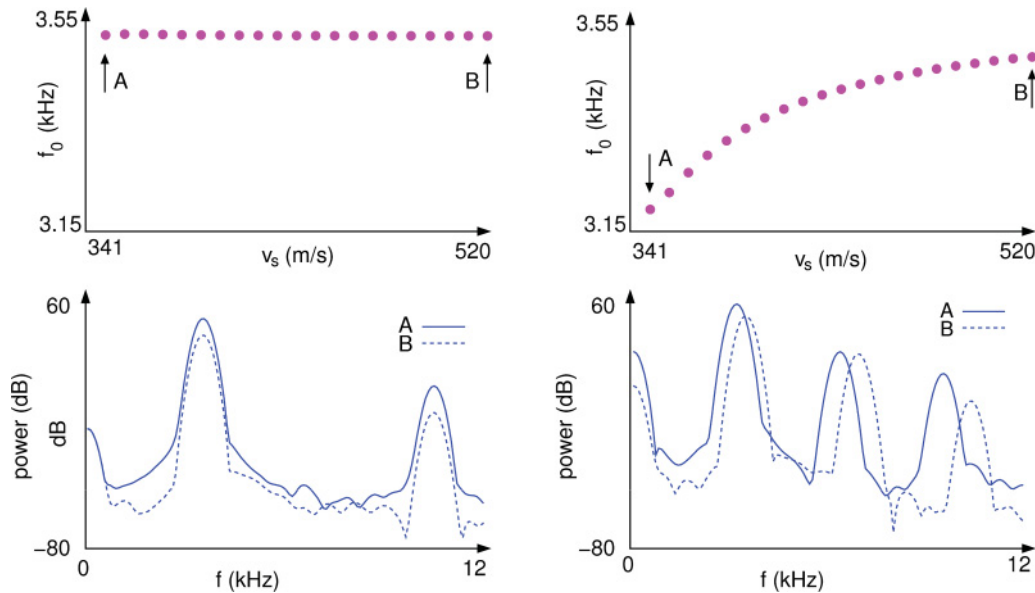 3.55
f0 (kHz)
A
B
3.15
341
vs (m/s)
520
3.55
f0 (kHz)
A
B
3.15
341
vs (m/s)
520
60
power (dB)
dB
A
B
−80
0
f (kHz)
12
60
power (dB)
A
B
−80
0
f (kHz)
12